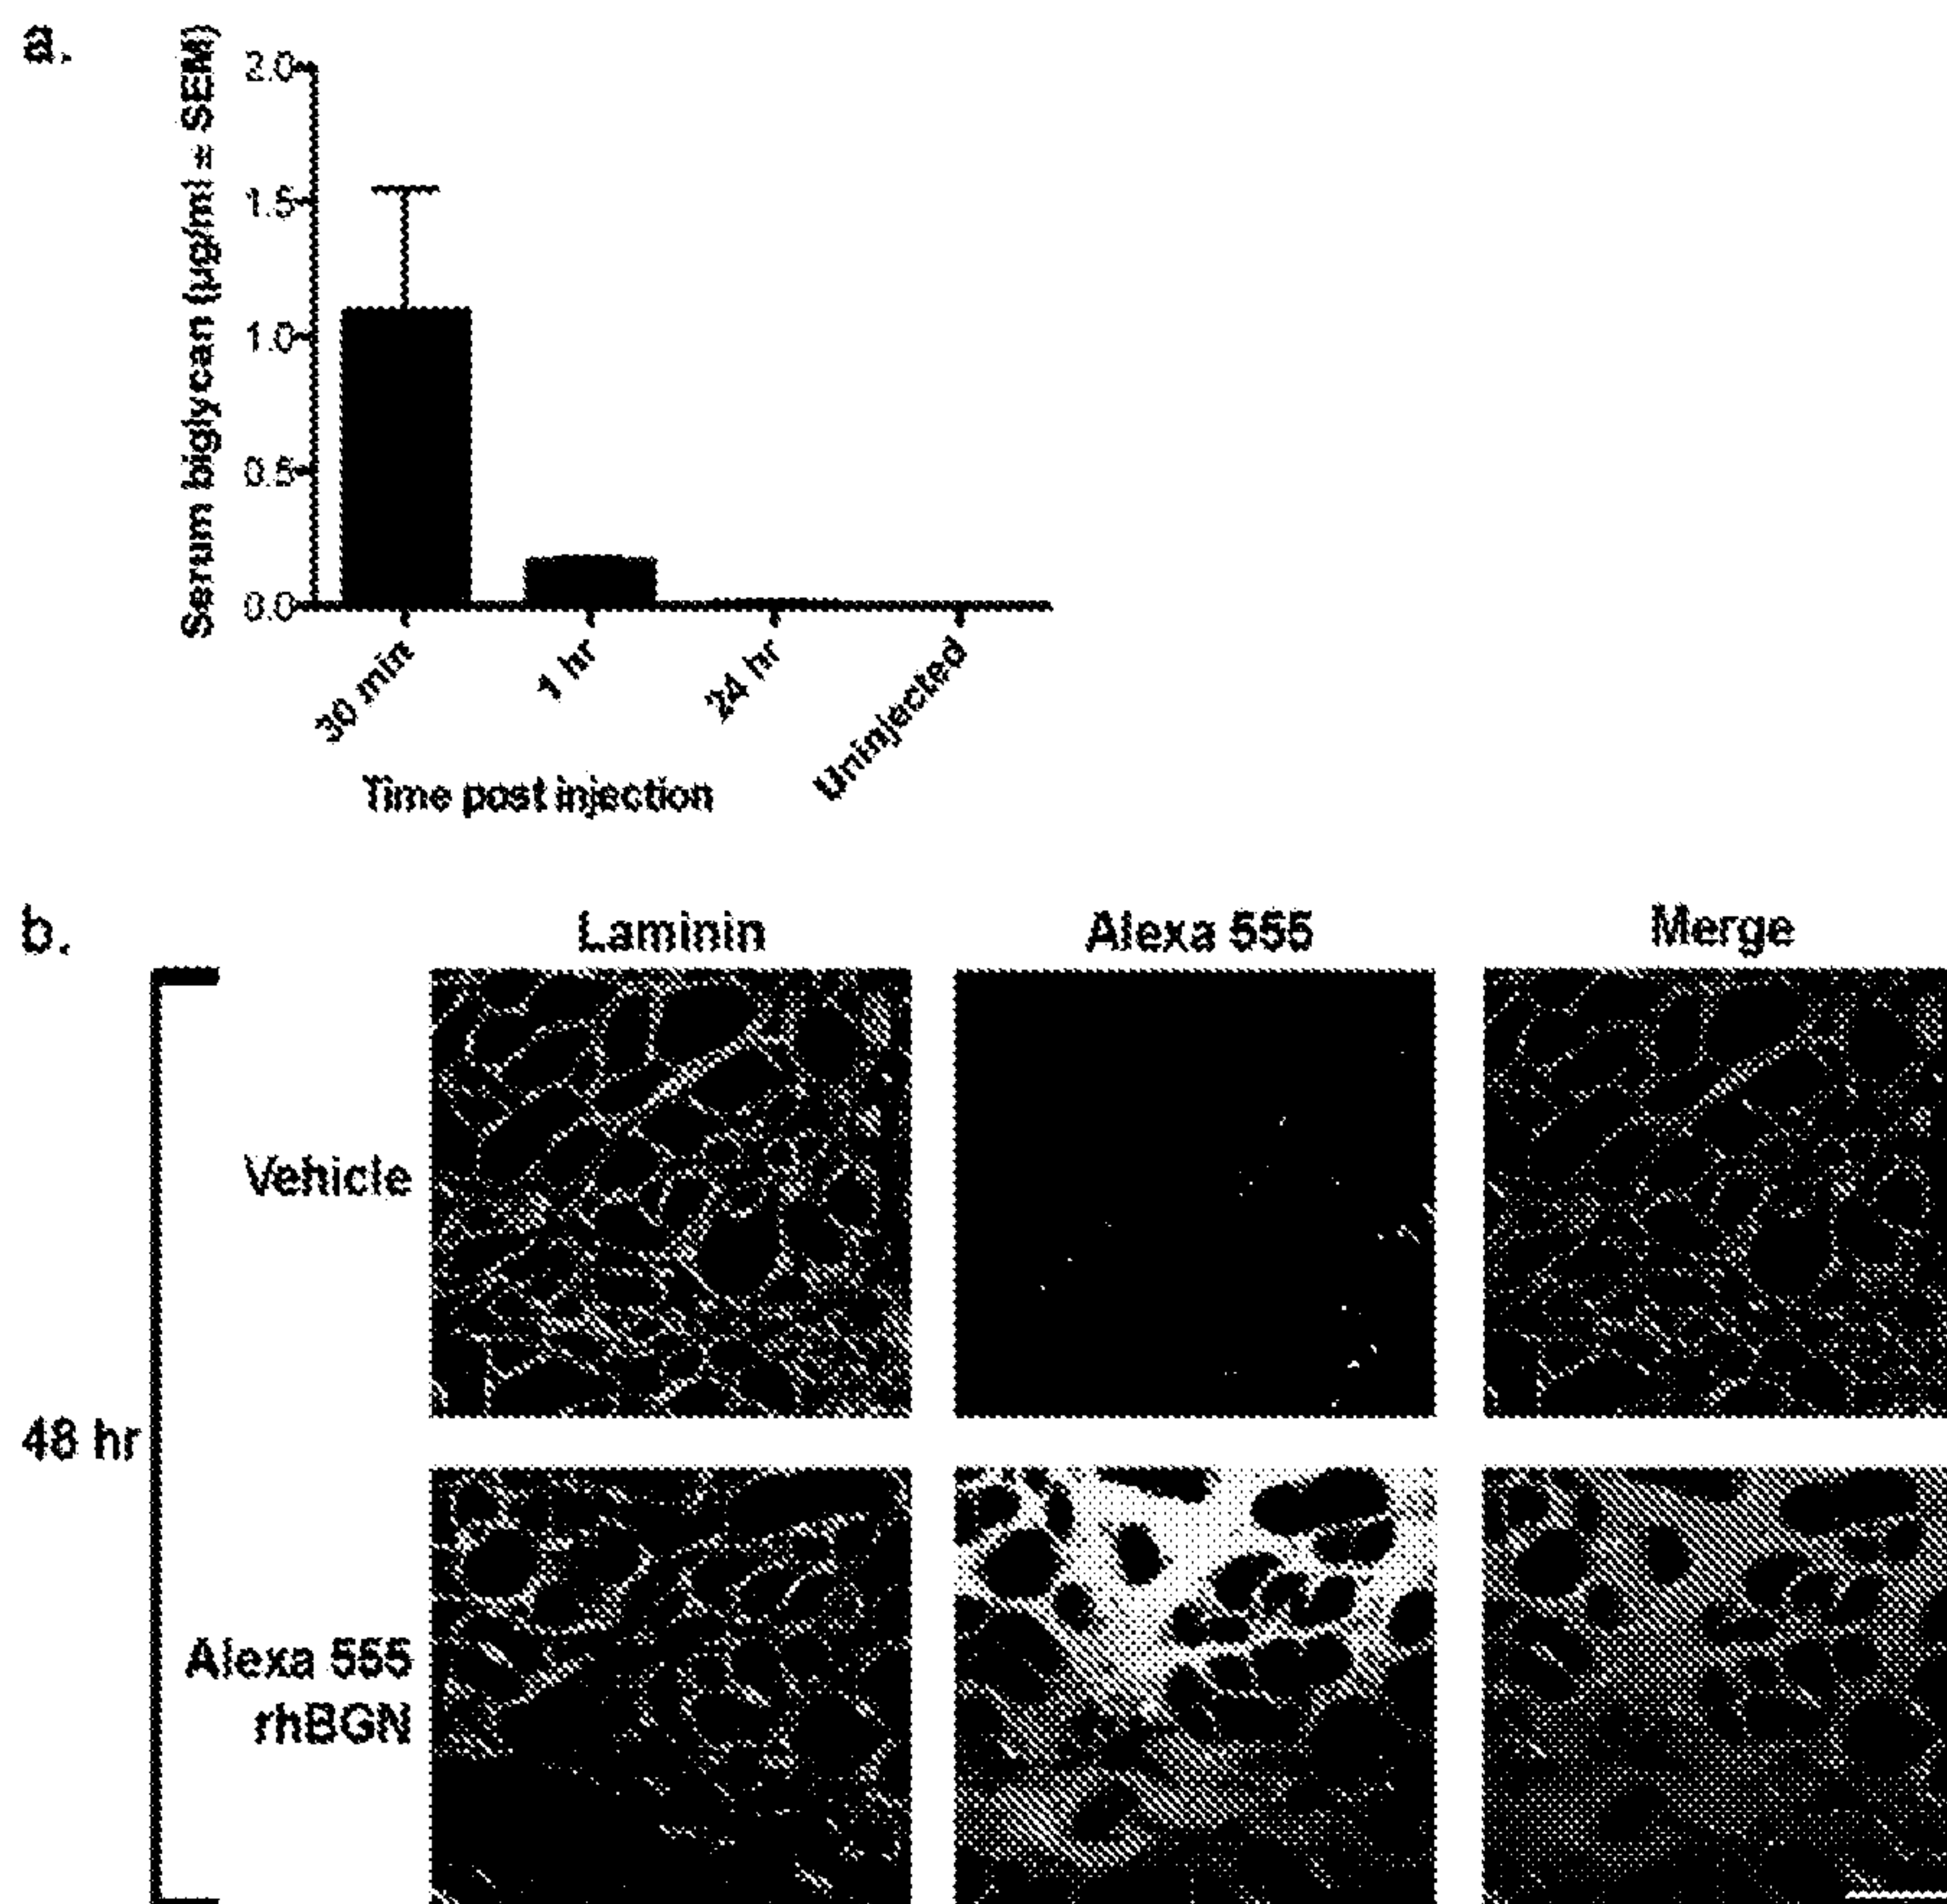 a.
Serum biglycan (µg/ml ± SEM)
2.0
1.5
1.0
0.5
0.0
30 min
1 hr
24 hr
Uninjected
Time post injection
b.
Laminin
Alexa 555
Merge
Vehicle
48 hr
Alexa 555
rhBGN